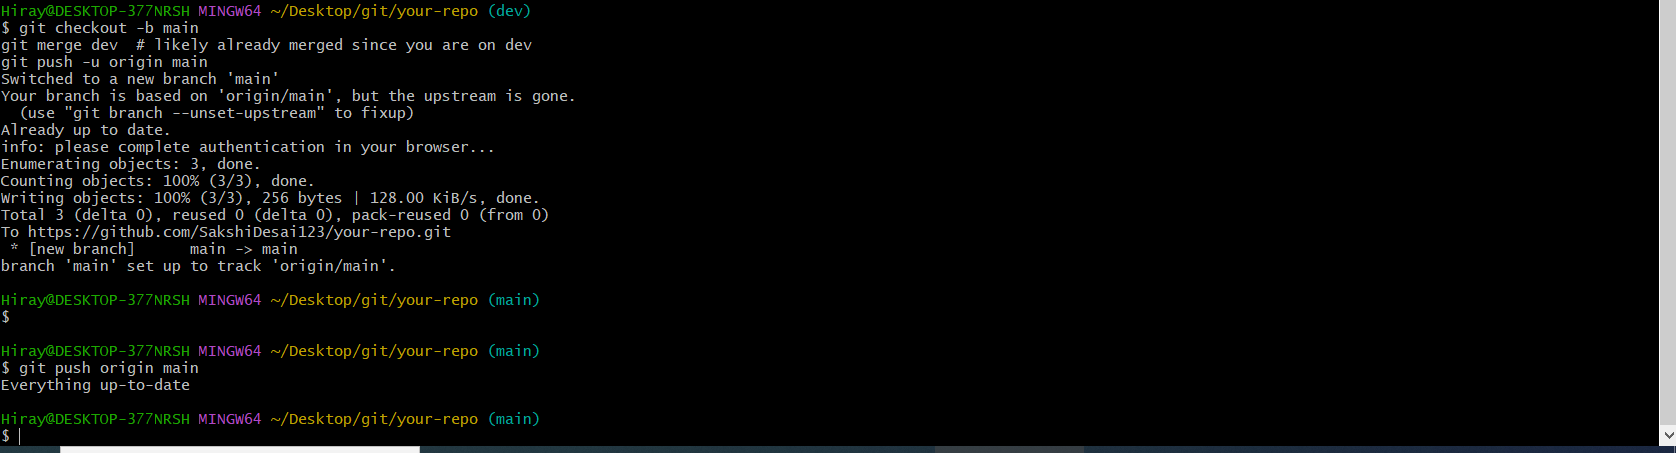 Hiray@DESKTOP-377NRSH MINGW64 ~/Desktop/git/your-repo (dev)
$ git checkout -b main
git merge dev  # likely already merged since you are on dev
git push -u origin main
Switched to a new branch 'main'
Your branch is based on 'origin/main', but the upstream is gone.
  (use "git branch --unset-upstream" to fixup)
Already up to date.
info: please complete authentication in your browser...
Enumerating objects: 3, done.
Counting objects: 100% (3/3), done.
Writing objects: 100% (3/3), 256 bytes | 128.00 KiB/s, done.
Total 3 (delta 0), reused 0 (delta 0), pack-reused 0 (from 0)
To https://github.com/SakshiDesai123/your-repo.git
 * [new branch]      main -> main
branch 'main' set up to track 'origin/main'.
Hiray@DESKTOP-377NRSH MINGW64 ~/Desktop/git/your-repo (main)
$
Hiray@DESKTOP-377NRSH MINGW64 ~/Desktop/git/your-repo (main)
$ git push origin main
Everything up-to-date
Hiray@DESKTOP-377NRSH MINGW64 ~/Desktop/git/your-repo (main)
$